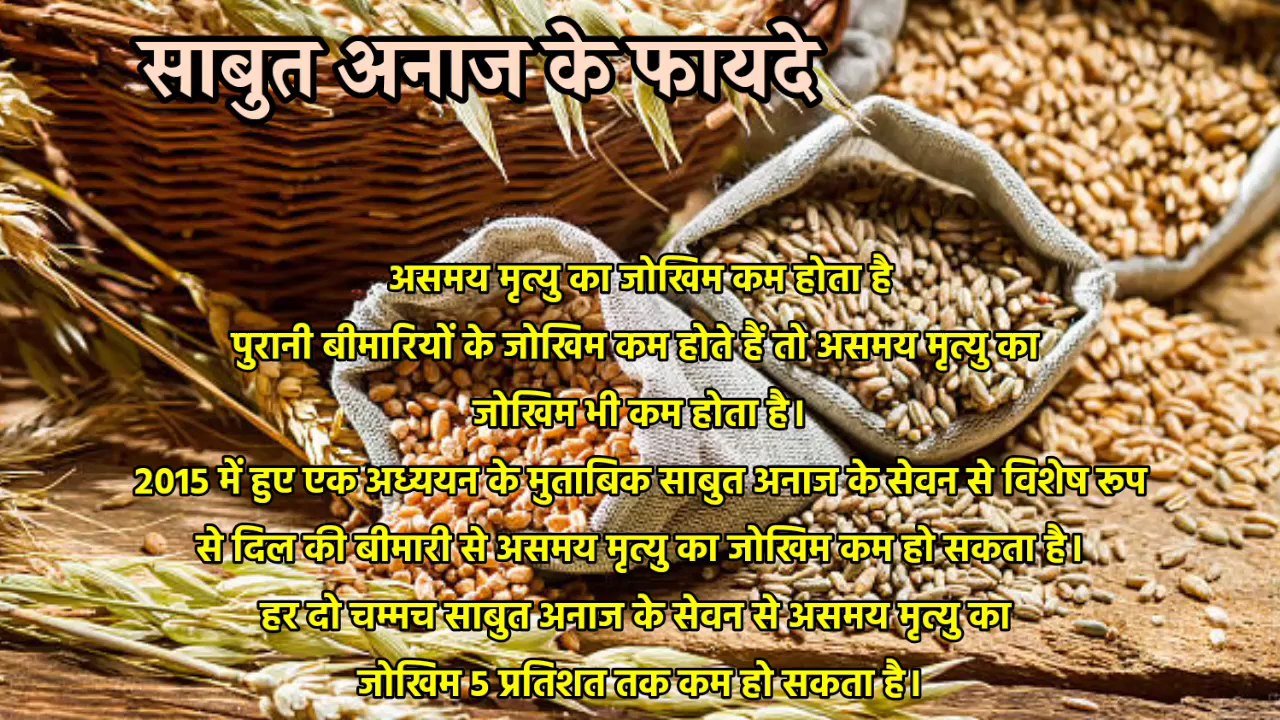 साबुत अनाज के फायदे
असमय मृत्यु का जोखिम कम होता है
पुरानी बीमारियों के जोखिम कम होते हैं तो असमय मृत्यु का
जोखिम भी कम होता है।
2015 में हुए एक अध्ययन के मुताबिक साबुत अनाज के सेवन से विशेष रूप
से दिल की बीमारी से असमय मृत्यु का जोखिम कम हो सकता है।
हर दो चम्मच साबुत अनाज के सेवन से असमय मृत्यु का
जोखिम 5 प्रतिशत तक कम हो सकता है।